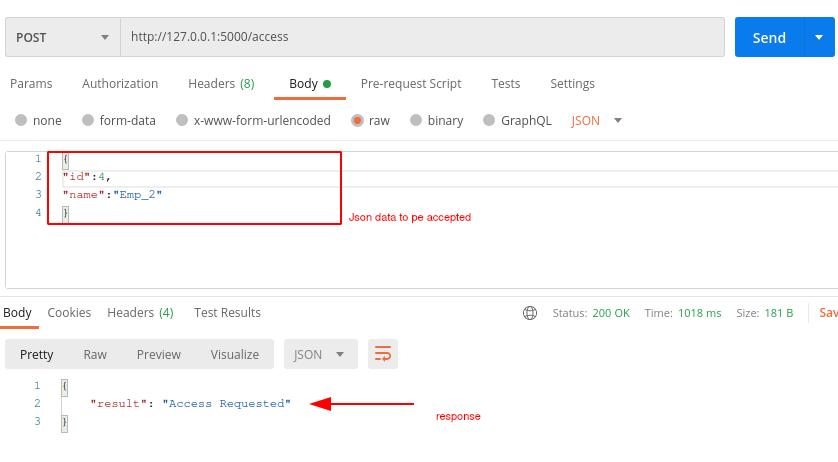 POST http://127.0.0.1:5000/access Send
Params Authorization Headers (8) Body Pre-request Script Tests Settings
none form-data x-www-form-urlencoded raw binary GraphQL JSON
1 {
2 "id":4,
3 "name":"Emp_2"
4 }
Json data to pe accepted
Body Cookies Headers (4) Test Results Status: 200 OK Time: 1018 ms Size: 181 B Sav
Pretty Raw Preview Visualize JSON
1 {
2 "result": "Access Requested"
3 }
response